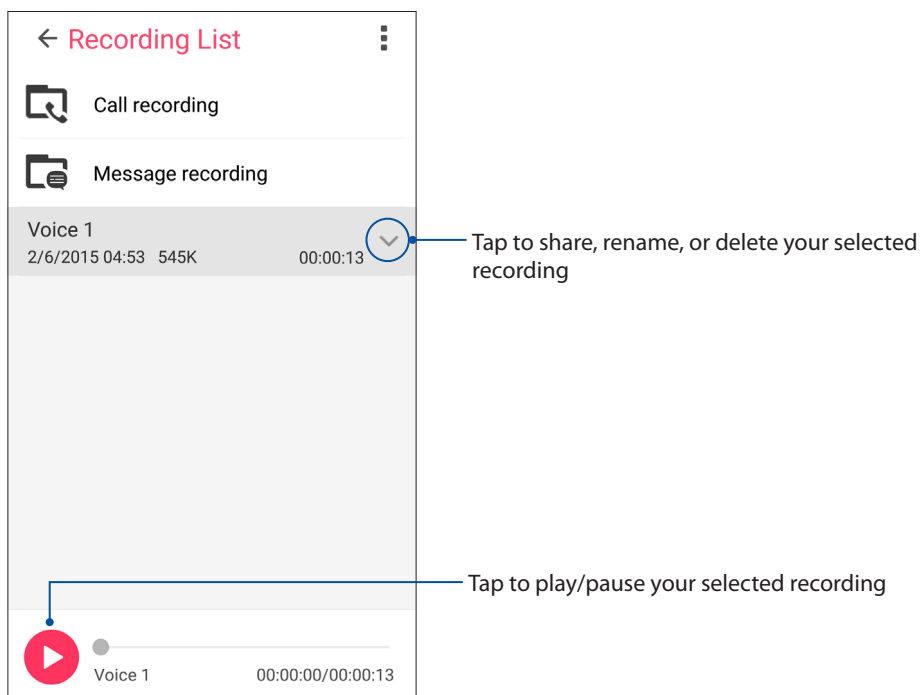 Recording List
Call recording
Message recording
Voice 1
2/6/2015 04:53 545K 00:00:13
Tap to share, rename, or delete your selected
recording
Tap to play/pause your selected recording
Voice 1 00:00:00/00:00:13